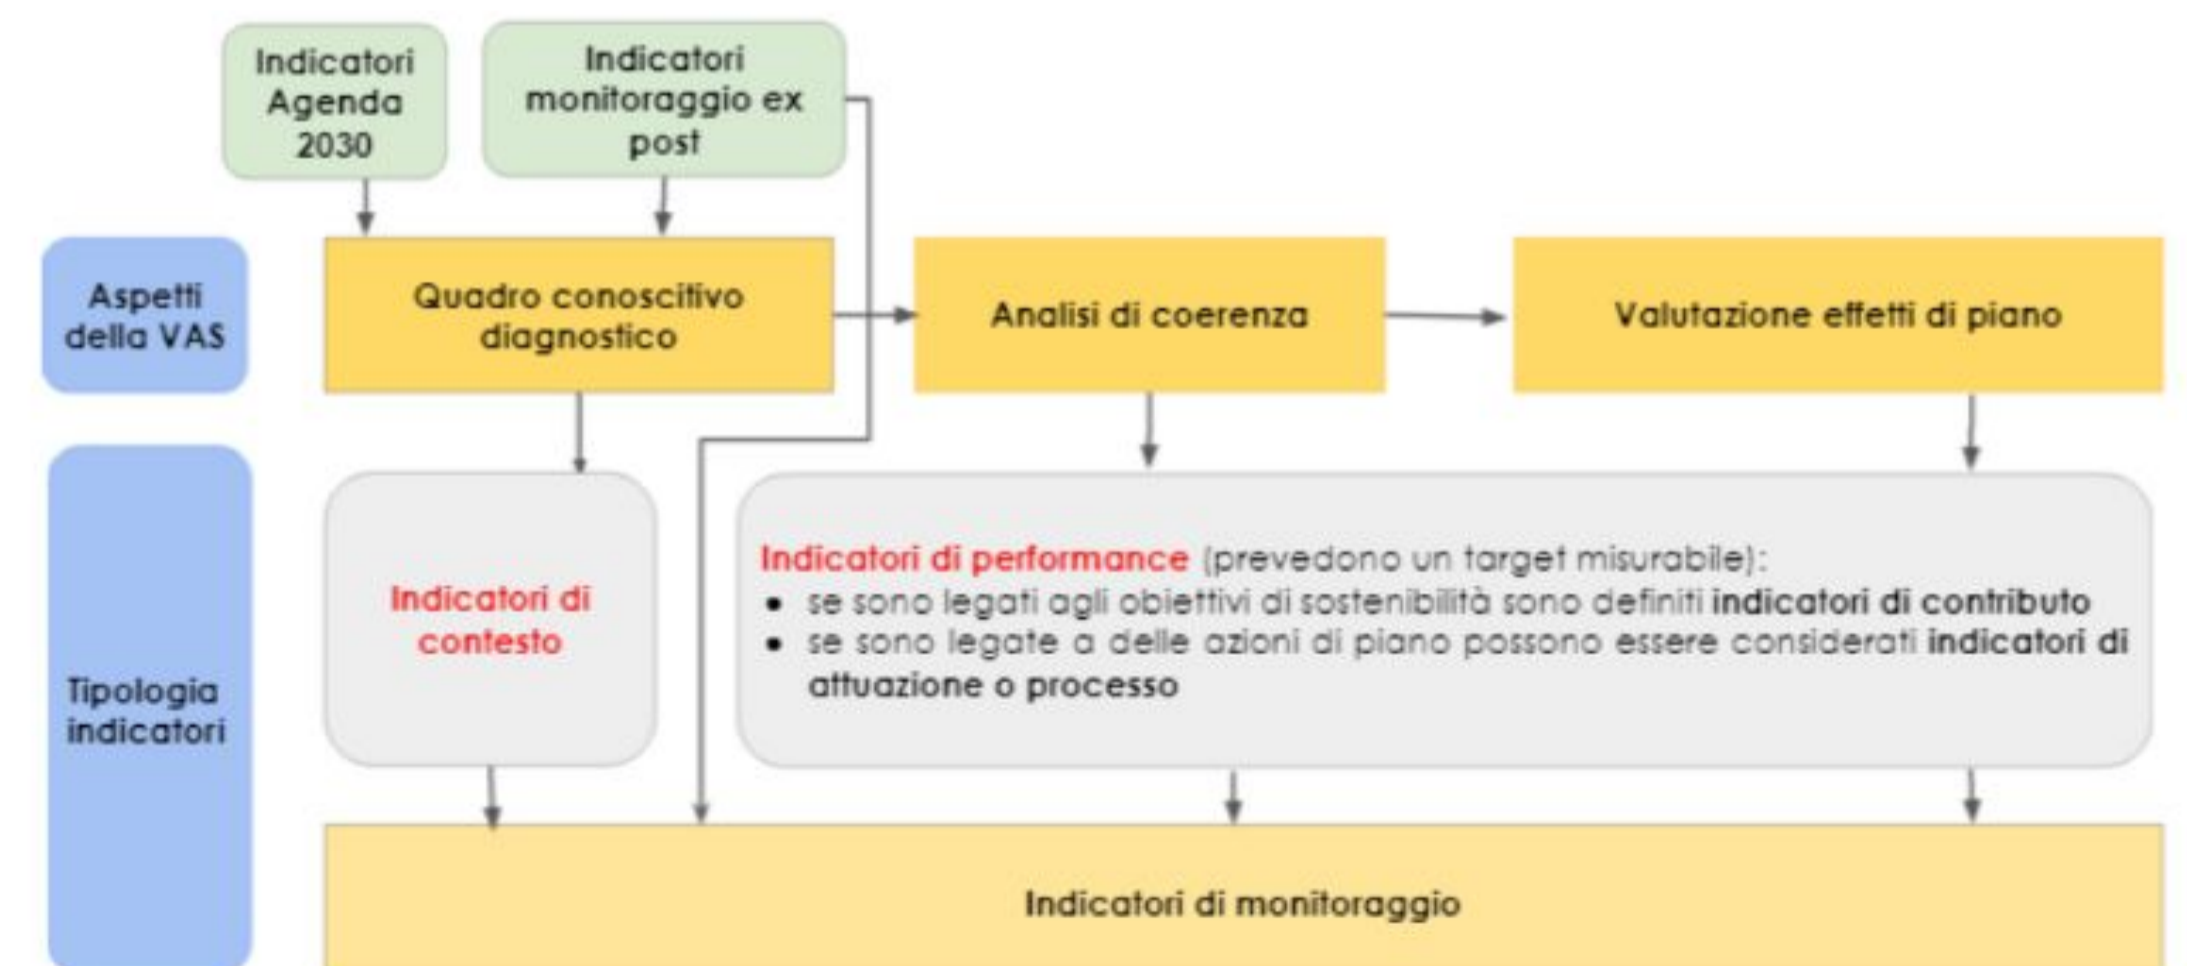 Indicatori
Agenda
2030
Indicatori
monitoraggio ex
post
Aspetti
della VAS
Quadro conoscitivo
diagnostico
Analisi di coerenza
Valutazione effetti di piano
Tipologia
indicatori
Indicatori di
contesto
Indicatori di performance (prevedono un target misurabile):
● se sono legati agli obiettivi di sostenibilità sono definiti indicatori di contributo
● se sono legate a delle azioni di piano possono essere considerati indicatori di
attuazione o processo
Indicatori di monitoraggio